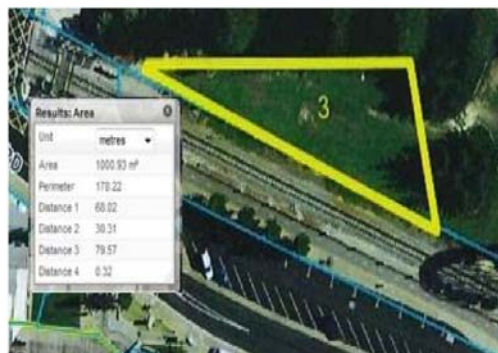 3
Results: Area
Unit metres
Area 1000.93 m²
Perimeter 178.22
Distance 1 68.02
Distance 2 30.31
Distance 3 79.57
Distance 4 0.32